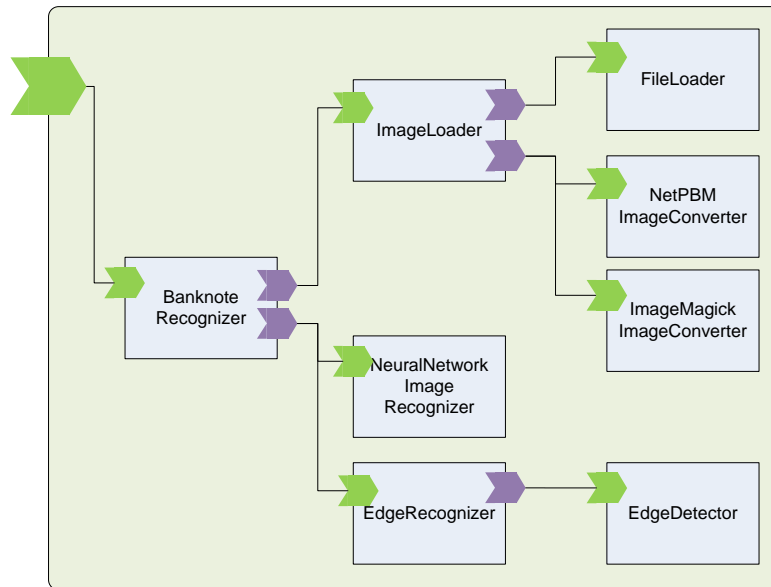 FileLoader
ImageLoader
NetPBM
ImageConverter
Banknote
Recognizer
ImageMagick
ImageConverter
NeuralNetwork
Image
Recognizer
EdgeRecognizer
EdgeDetector